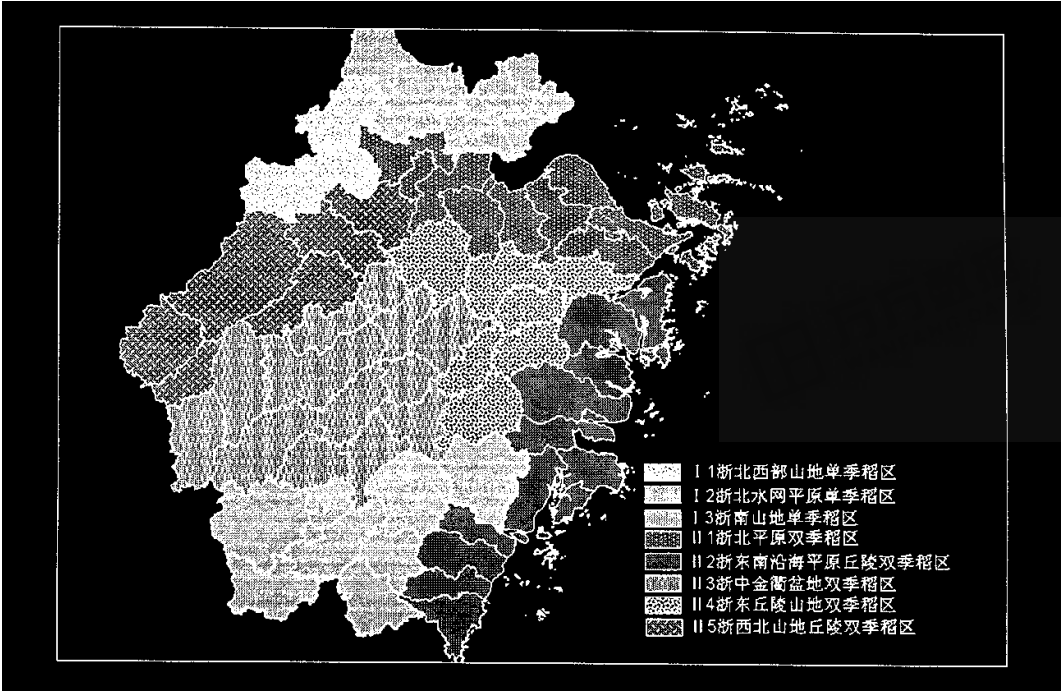 Ⅰ1浙北西部山地单季稻区
Ⅰ2浙北水网平原单季稻区
Ⅰ3浙南山地单季稻区
Ⅱ1浙北平原双季稻区
Ⅱ2浙东南沿海平原丘陵双季稻区
Ⅱ3浙中金衢盆地双季稻区
Ⅱ4浙东丘陵山地双季稻区
Ⅱ5浙西北山地丘陵双季稻区